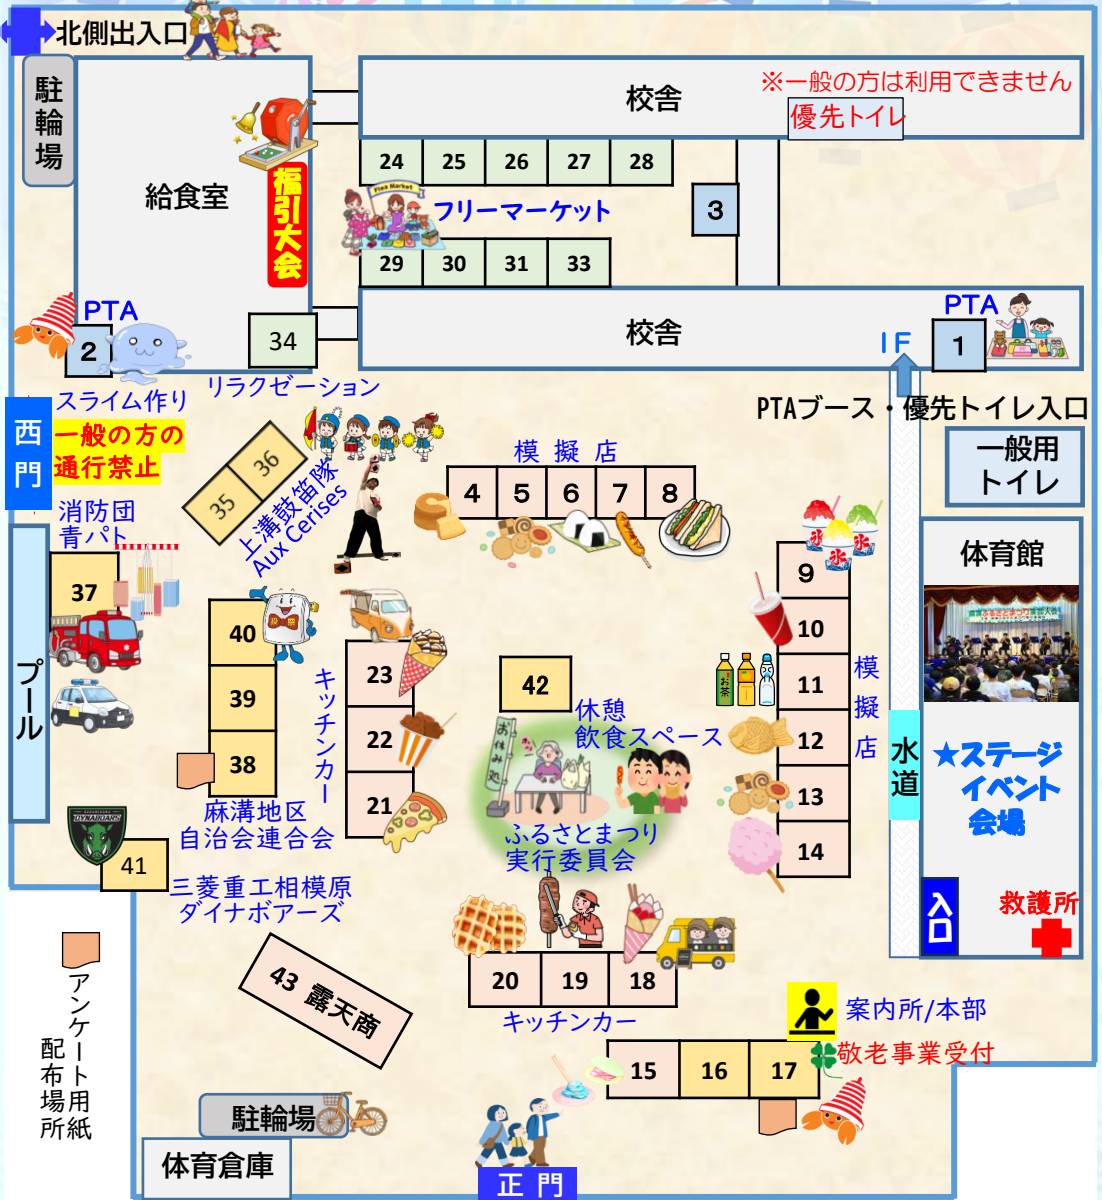 北側出入口
駐輪場
校舎
※一般の方は利用できません
優先トイレ
給食室
福引大会
24 25 26 27 28
Flea Market
フリーマーケット
3
29 30 31 33
PTA
2
スライム作り
34
リラクゼーション
校舎
PTA
1
IF
PTAブース・優先トイレ入口
西門
一般の方の
通行禁止
一般用
トイレ
36
35
上溝鼓笛隊
Aux Cerises
模擬店
4 5 6 7 8
消防団
青パト
37
プール
40
39
38
麻溝地区
自治会連合会
キッチンカー
23
22
21
42
休憩
飲食スペース
お休み処
ふるさとまつり
実行委員会
氷 氷 氷
9
10
11
12
13
14
お茶
模擬店
水道
体育館
★ステージ
イベント
会場
入口
救護所
DYNABOARS
41
三菱重工相模原
ダイナボアーズ
アンケート用紙
配布場所
43 露天商
20 19 18
キッチンカー
案内所/本部
敬老事業受付
15 16 17
駐輪場
体育倉庫
正門